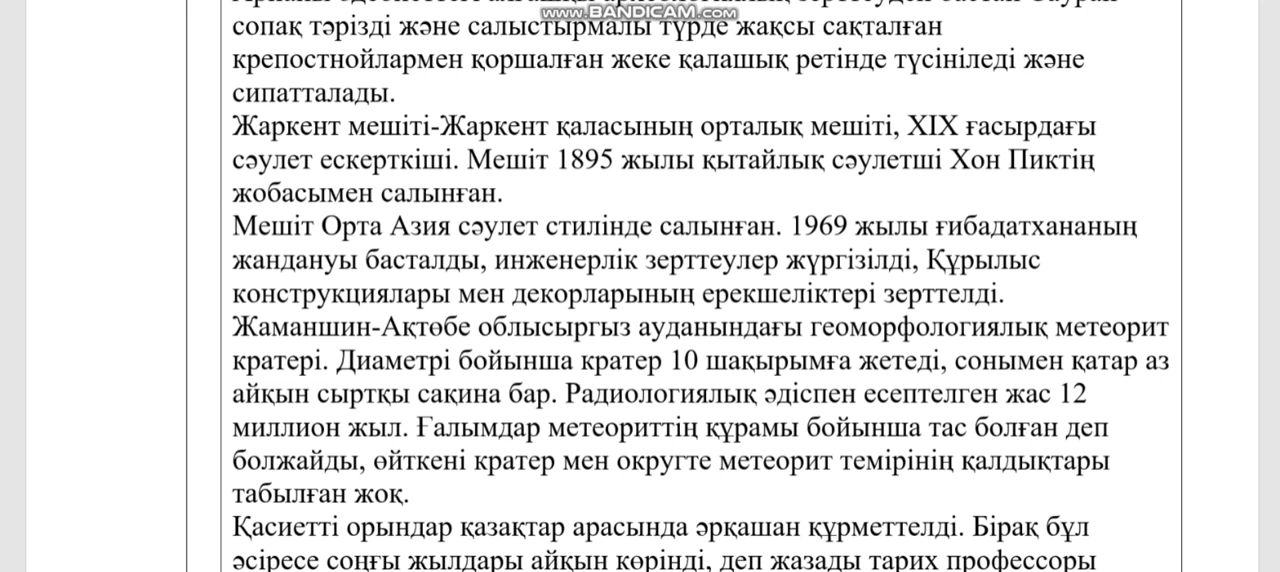 www.BANDICAM.com
сопақ тәрізді және салыстырмалы түрде жақсы сақталған
крепостнойлармен қоршалған жеке қалашық ретінде түсініледі және
сипатталады.
Жаркент мешіті-Жаркент қаласының орталық мешіті, XIX ғасырдағы
сәулет ескерткіші. Мешіт 1895 жылы қытайлық сәулетші Хон Пиктің
жобасымен салынған.
Мешіт Орта Азия сәулет стилінде салынған. 1969 жылы ғибадатхананың
жандануы басталды, инженерлік зерттеулер жүргізілді, Құрылыс
конструкциялары мен декорларының ерекшеліктері зерттелді.
Жаманшин-Ақтөбе облысыргыз ауданындағы геоморфологиялық метеорит
кратері. Диаметрі бойынша кратер 10 шақырымға жетеді, сонымен қатар аз
айқын сыртқы сақина бар. Радиологиялық әдіспен есептелген жас 12
миллион жыл. Ғалымдар метеориттің құрамы бойынша тас болған деп
болжайды, өйткені кратер мен округте метеорит темірінің қалдықтары
табылған жоқ.
Қасиетті орындар қазақтар арасында әрқашан құрметтелді. Бірақ бұл
әсіресе соңғы жылдары айқын көрінді, деп жазады тарих профессоры